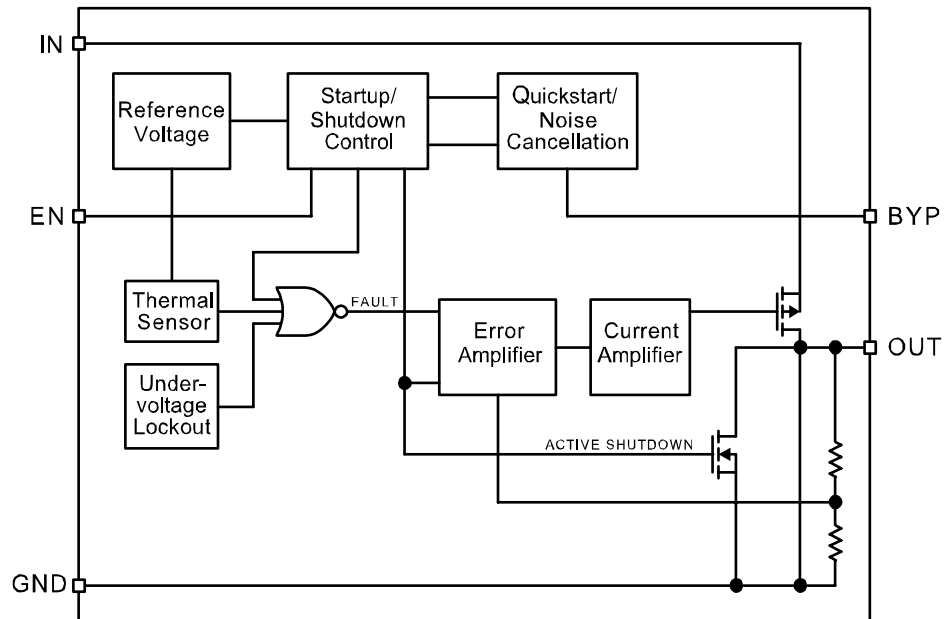 IN
Reference
Voltage
Startup/
Shutdown
Control
Quickstart/
Noise
Cancellation
EN
BYP
Thermal
Sensor
FAULT
Error
Amplifier
Current
Amplifier
OUT
Under-
voltage
Lockout
ACTIVE SHUTDOWN
GND